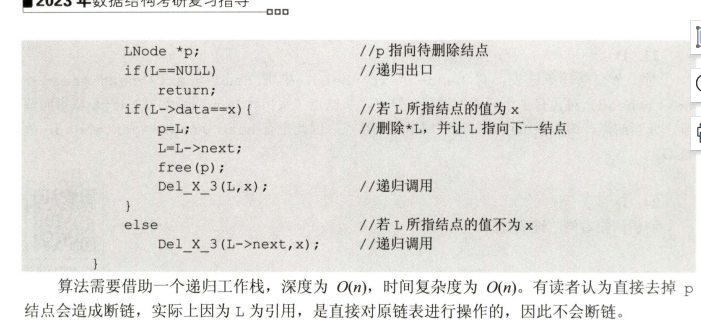 2023 年数据结构考研复习指导
LNode *p; //p 指向待删除结点
if(L==NULL) //递归出口
return;
if(L->data==x){ //若 L 所指结点的值为 x
p=L; //删除*L，并让 L 指向下一结点
L=L->next;
free(p);
Del_X_3(L,x); //递归调用
}
else //若 L 所指结点的值不为 x
Del_X_3(L->next,x); //递归调用
}
算法需要借助一个递归工作栈，深度为 O(n)，时间复杂度为 O(n)。有读者认为直接去掉 p
结点会造成断链，实际上因为 L 为引用，是直接对原链表进行操作的，因此不会断链。